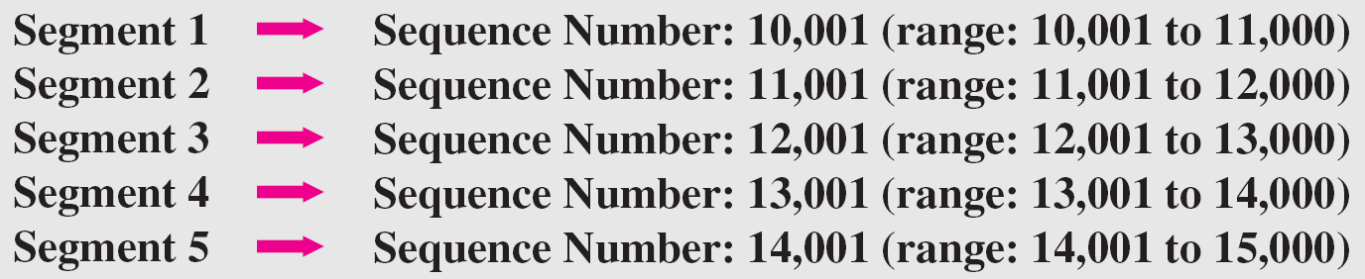 Segment 1 Sequence Number: 10,001 (range: 10,001 to 11,000)
Segment 2 Sequence Number: 11,001 (range: 11,001 to 12,000)
Segment 3 Sequence Number: 12,001 (range: 12,001 to 13,000)
Segment 4 Sequence Number: 13,001 (range: 13,001 to 14,000)
Segment 5 Sequence Number: 14,001 (range: 14,001 to 15,000)